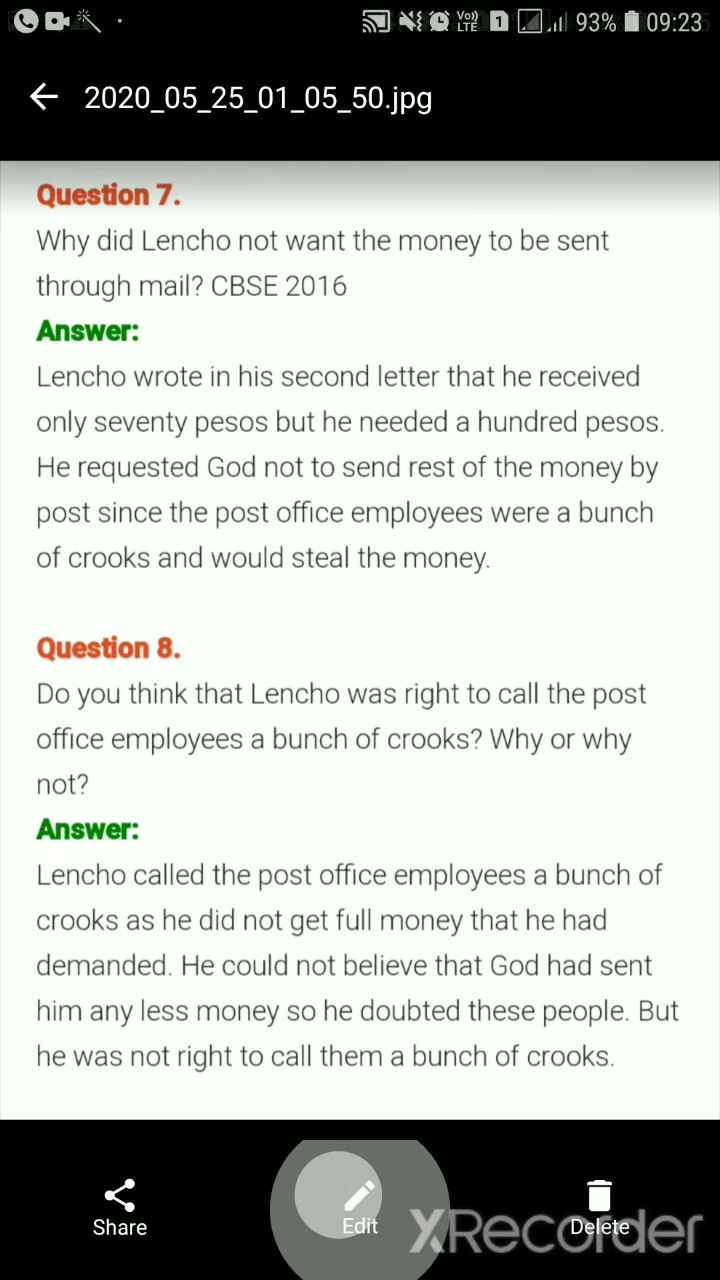 Vo)) LTE 1 93% 09:23
2020_05_25_01_05_50.jpg
Question 7.
Why did Lencho not want the money to be sent
through mail? CBSE 2016
Answer:
Lencho wrote in his second letter that he received
only seventy pesos but he needed a hundred pesos.
He requested God not to send rest of the money by
post since the post office employees were a bunch
of crooks and would steal the money.
Question 8.
Do you think that Lencho was right to call the post
office employees a bunch of crooks? Why or why
not?
Answer:
Lencho called the post office employees a bunch of
crooks as he did not get full money that he had
demanded. He could not believe that God had sent
him any less money so he doubted these people. But
he was not right to call them a bunch of crooks.
Share Edit Delete
XRecorder